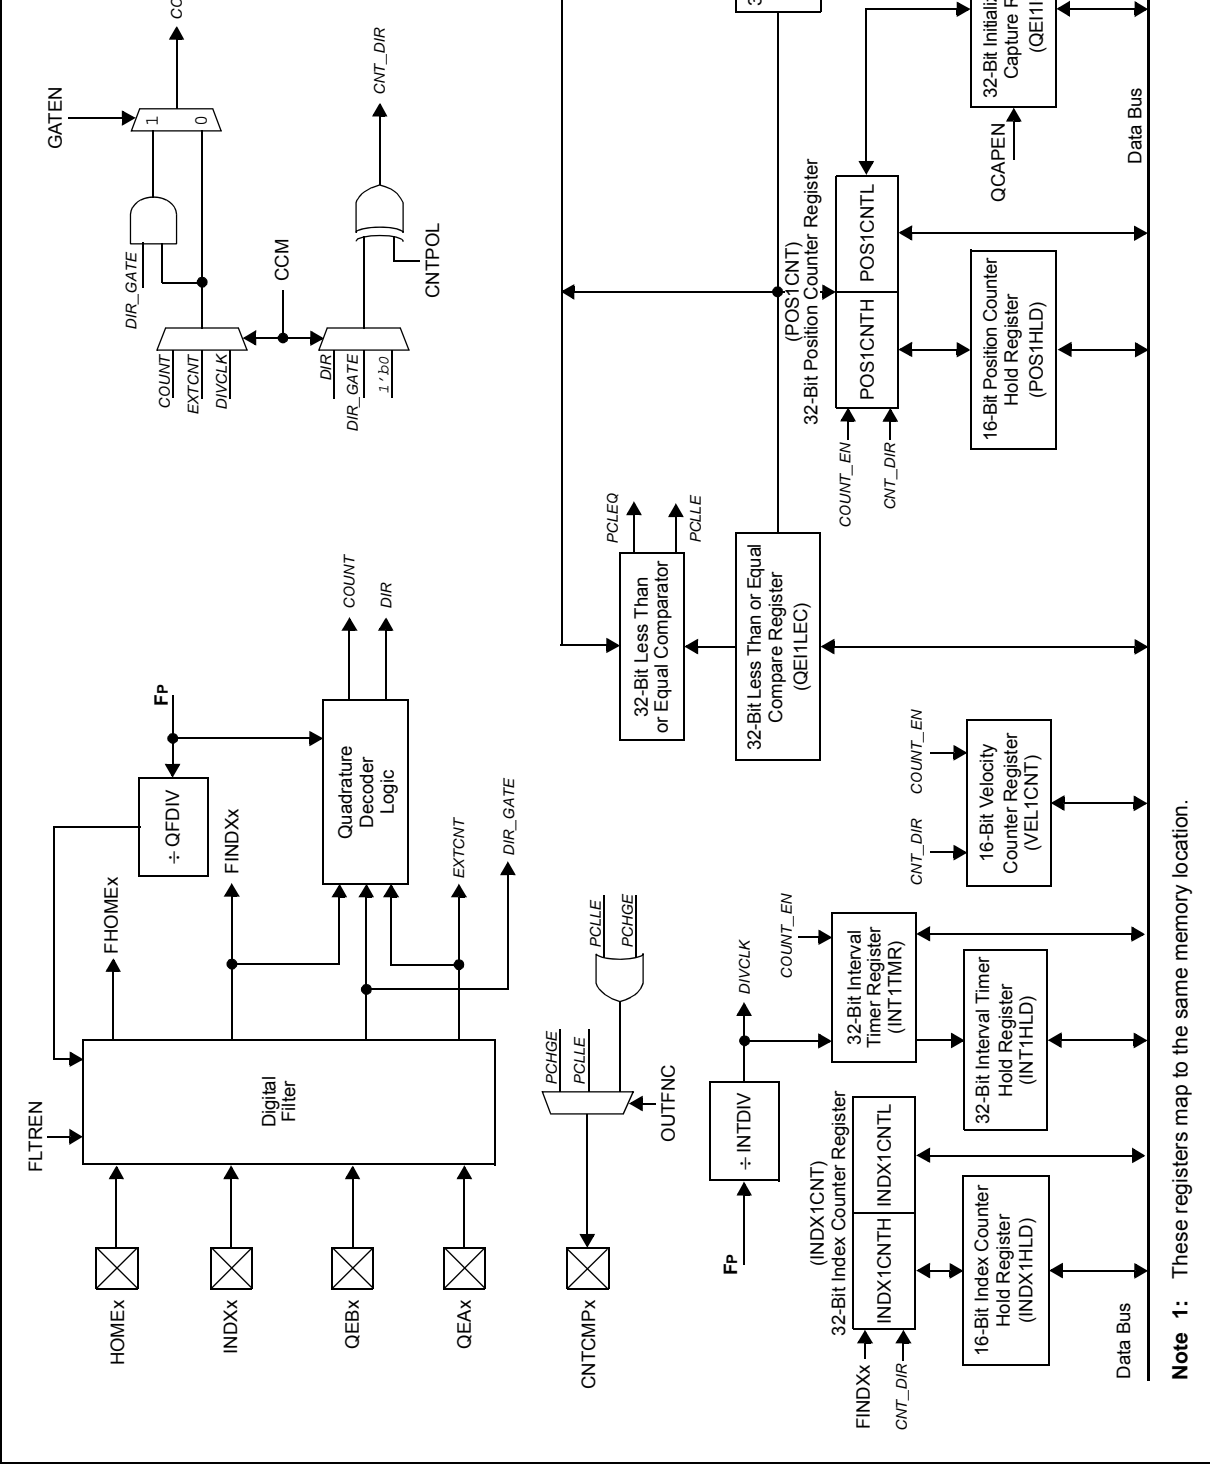 GATEN
1
0
DIR_GATE
COUNT
EXTCNT
DIVCLK
CCM
CNT_DIR
CNTPOL
DIR
DIR_GATE
1'b0
FLTREN
HOMEx
INDXx
QEBx
QEAx
Digital
Filter
FHOMEx
FINDXx
÷ QFDIV
FP
Quadrature
Decoder
Logic
COUNT
DIR
EXTCNT
DIR_GATE
CNTCMPx
PCHGE
PCLLE
OUTFNC
PCLLE
PCHGE
FP
÷ INTDIV
DIVCLK
COUNT_EN
32-Bit Interval
Timer Register
(INT1TMR)
32-Bit Interval Timer
Hold Register
(INT1HLD)
(INDX1CNT)
32-Bit Index Counter Register
INDX1CNTH
INDX1CNTL
FINDXx
CNT_DIR
16-Bit Index Counter
Hold Register
(INDX1HLD)
CNT_DIR
COUNT_EN
16-Bit Velocity
Counter Register
(VEL1CNT)
32-Bit Less Than
or Equal Comparator
PCLEQ
PCLLE
32-Bit Less Than or Equal
Compare Register
(QEI1LEC)
(POS1CNT)
32-Bit Position Counter Register
POS1CNTH
POS1CNTL
COUNT_EN
CNT_DIR
16-Bit Position Counter
Hold Register
(POS1HLD)
QCAPEN
32-Bit
Capture
Data Bus
Data Bus
Note 1: These registers map to the same memory location.